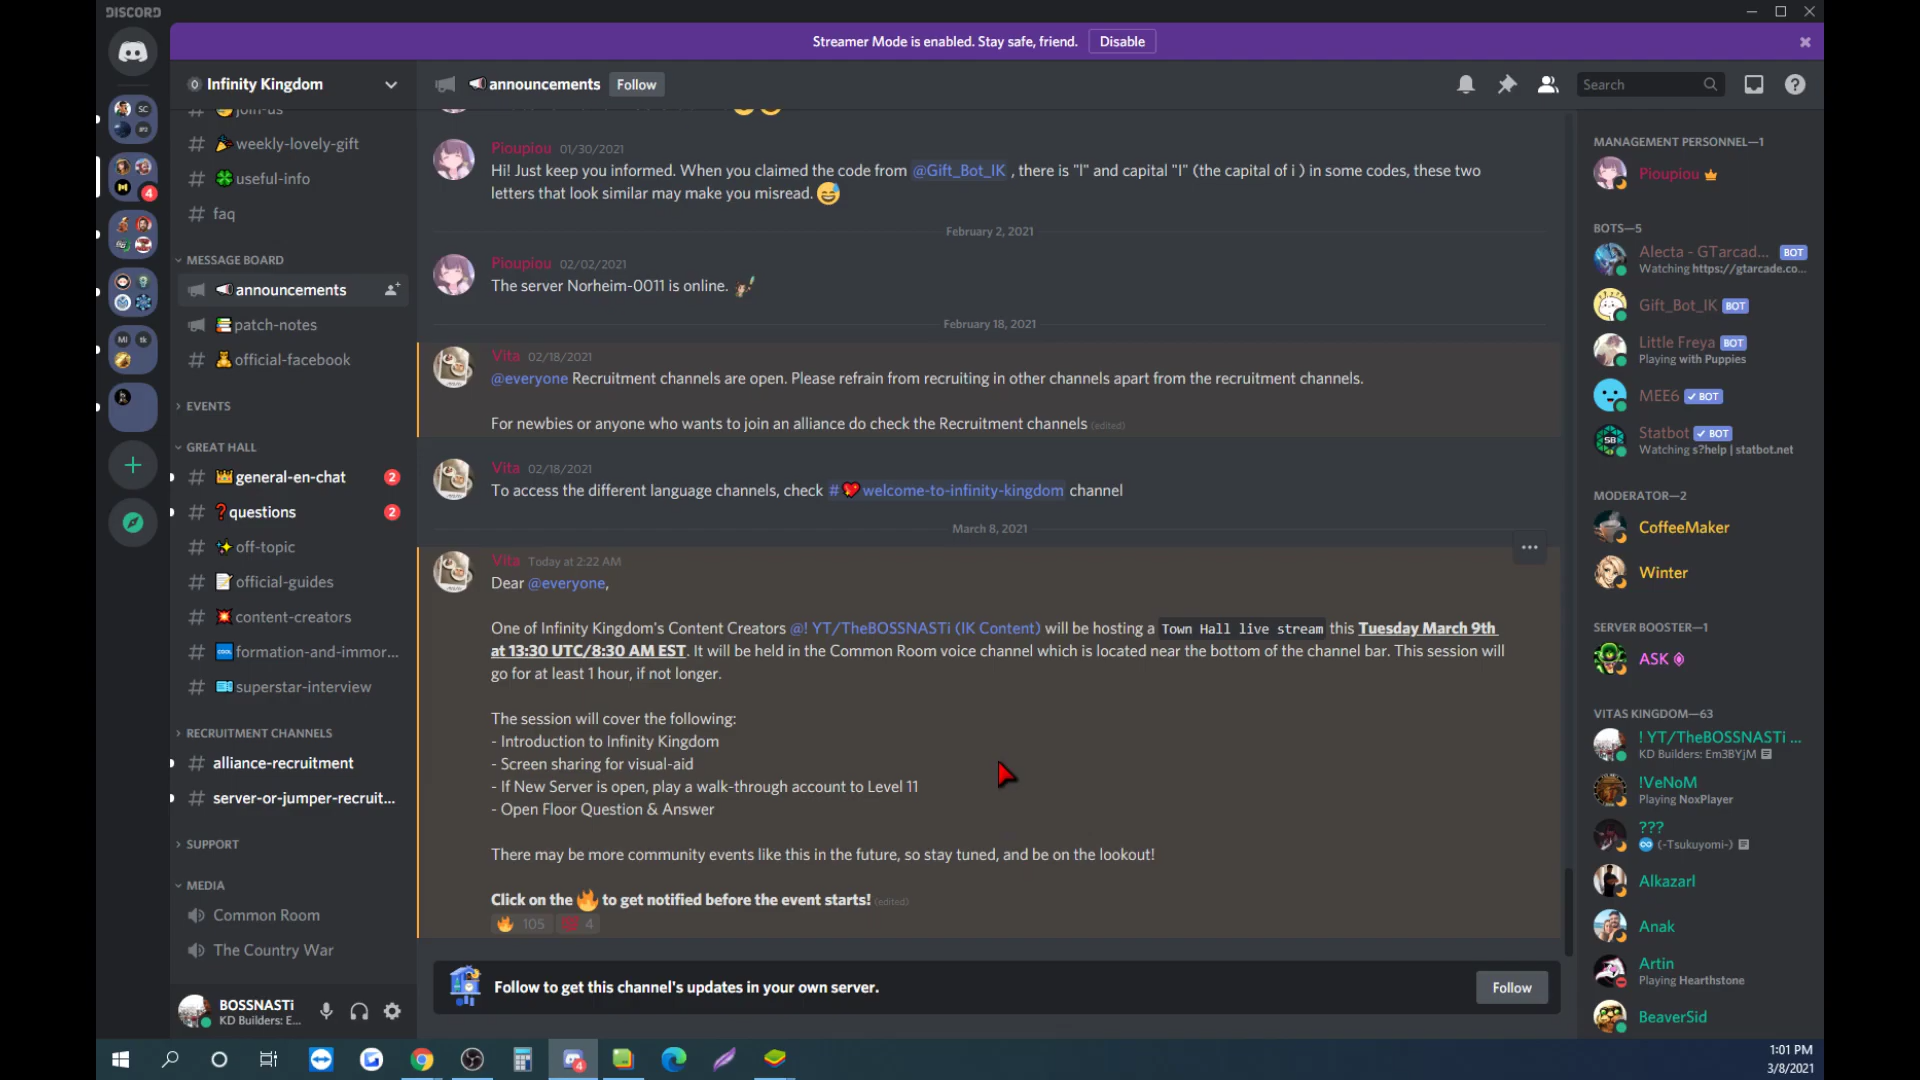 DISCORD
Streamer Mode is enabled. Stay safe, friend. Disable
Infinity Kingdom
join-us
weekly-lovely-gift
useful-info
faq
MESSAGE BOARD
announcements
patch-notes
official-facebook
EVENTS
GREAT HALL
general-en-chat 2
questions 2
off-topic
official-guides
content-creators
formation-and-immor...
superstar-interview
RECRUITMENT CHANNELS
alliance-recruitment
server-or-jumper-recruit...
SUPPORT
MEDIA
Common Room
The Country War
BOSSNASTi
KD Builders: E...
announcements Follow
Search
Pioupiou 01/30/2021
Hi! Just keep you informed. When you claimed the code from @Gift_Bot_IK , there is "l" and capital "I" (the capital of i ) in some codes, these two
letters that look similar may make you misread.
February 2, 2021
Pioupiou 02/02/2021
The server Norheim-0011 is online.
February 18, 2021
Vita 02/18/2021
@everyone Recruitment channels are open. Please refrain from recruiting in other channels apart from the recruitment channels.
For newbies or anyone who wants to join an alliance do check the Recruitment channels (edited)
Vita 02/18/2021
To access the different language channels, check # welcome-to-infinity-kingdom channel
March 8, 2021
Vita Today at 2:22 AM
Dear @everyone,
One of Infinity Kingdom's Content Creators @! YT/TheBOSSNASTi (IK Content) will be hosting a Town Hall live stream this Tuesday March 9th
at 13:30 UTC/8:30 AM EST. It will be held in the Common Room voice channel which is located near the bottom of the channel bar. This session will
go for at least 1 hour, if not longer.
The session will cover the following:
- Introduction to Infinity Kingdom
- Screen sharing for visual-aid
- If New Server is open, play a walk-through account to Level 11
- Open Floor Question & Answer
There may be more community events like this in the future, so stay tuned, and be on the lookout!
Click on the to get notified before the event starts! (edited)
105 4
Follow to get this channel's updates in your own server. Follow
MANAGEMENT PERSONNEL—1
Pioupiou
BOTS—5
Alecta - GTarcad... BOT
Watching https://gtarcade.co...
Gift_Bot_IK BOT
Little Freya BOT
Playing with Puppies
MEE6 BOT
Statbot BOT
Watching s?help | statbot.net
MODERATOR—2
CoffeeMaker
Winter
SERVER BOOSTER—1
ASK
VITAS KINGDOM—63
! YT/TheBOSSNASTi ...
KD Builders: Em3BYjM
!VeNoM
Playing NoxPlayer
???
(-Tsukuyomi-)
Alkazarl
Anak
Artin
Playing Hearthstone
BeaverSid
SC
4
MI tk
1:01 PM
3/8/2021